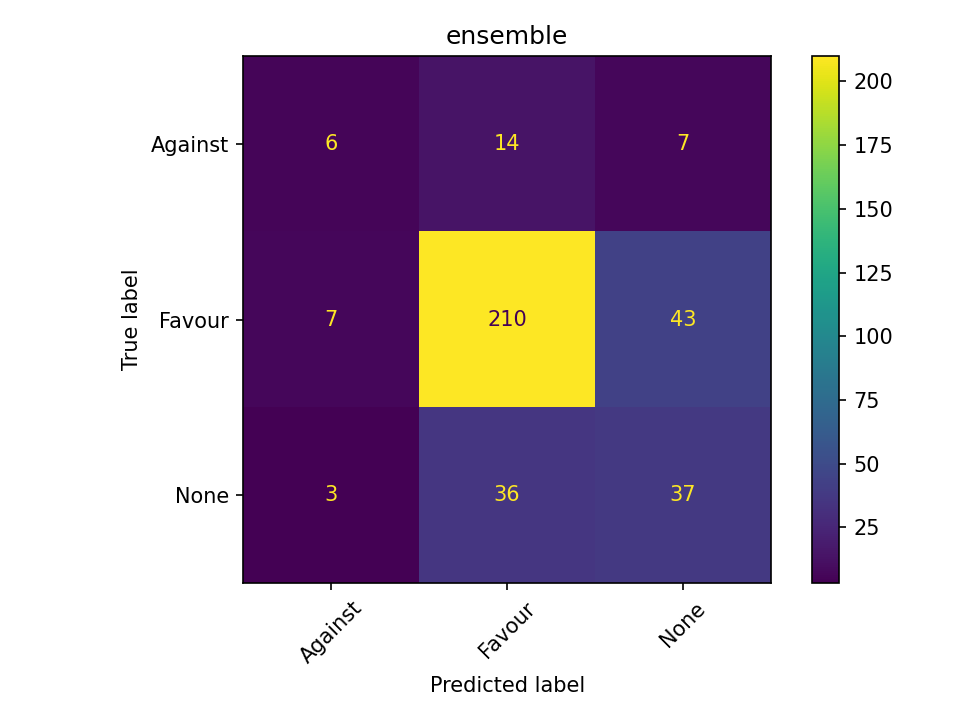 ensemble
Against 6 14 7
Favour 7 210 43
None 3 36 37
Against Favour None
True label
Predicted label
200
175
150
125
100
75
50
25